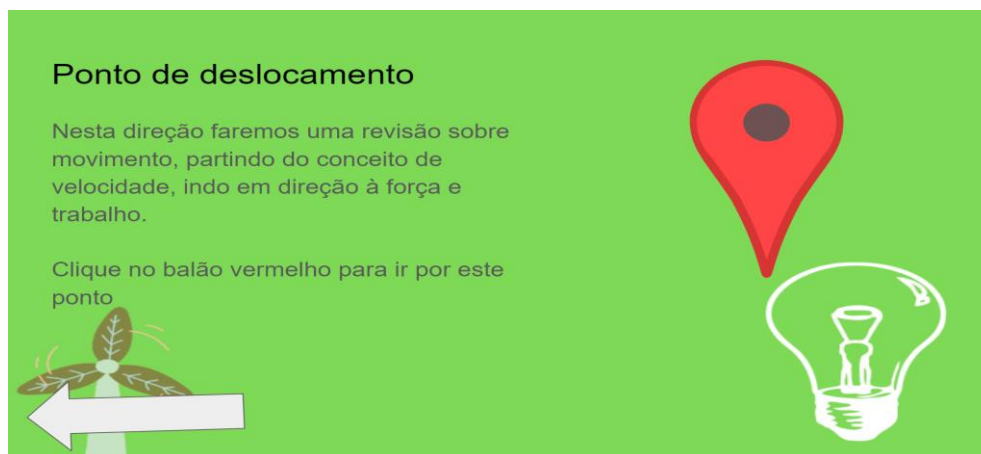 Ponto de deslocamento
Nesta direção faremos uma revisão sobre
movimento, partindo do conceito de
velocidade, indo em direção à força e
trabalho.
Clique no balão vermelho para ir por este
ponto